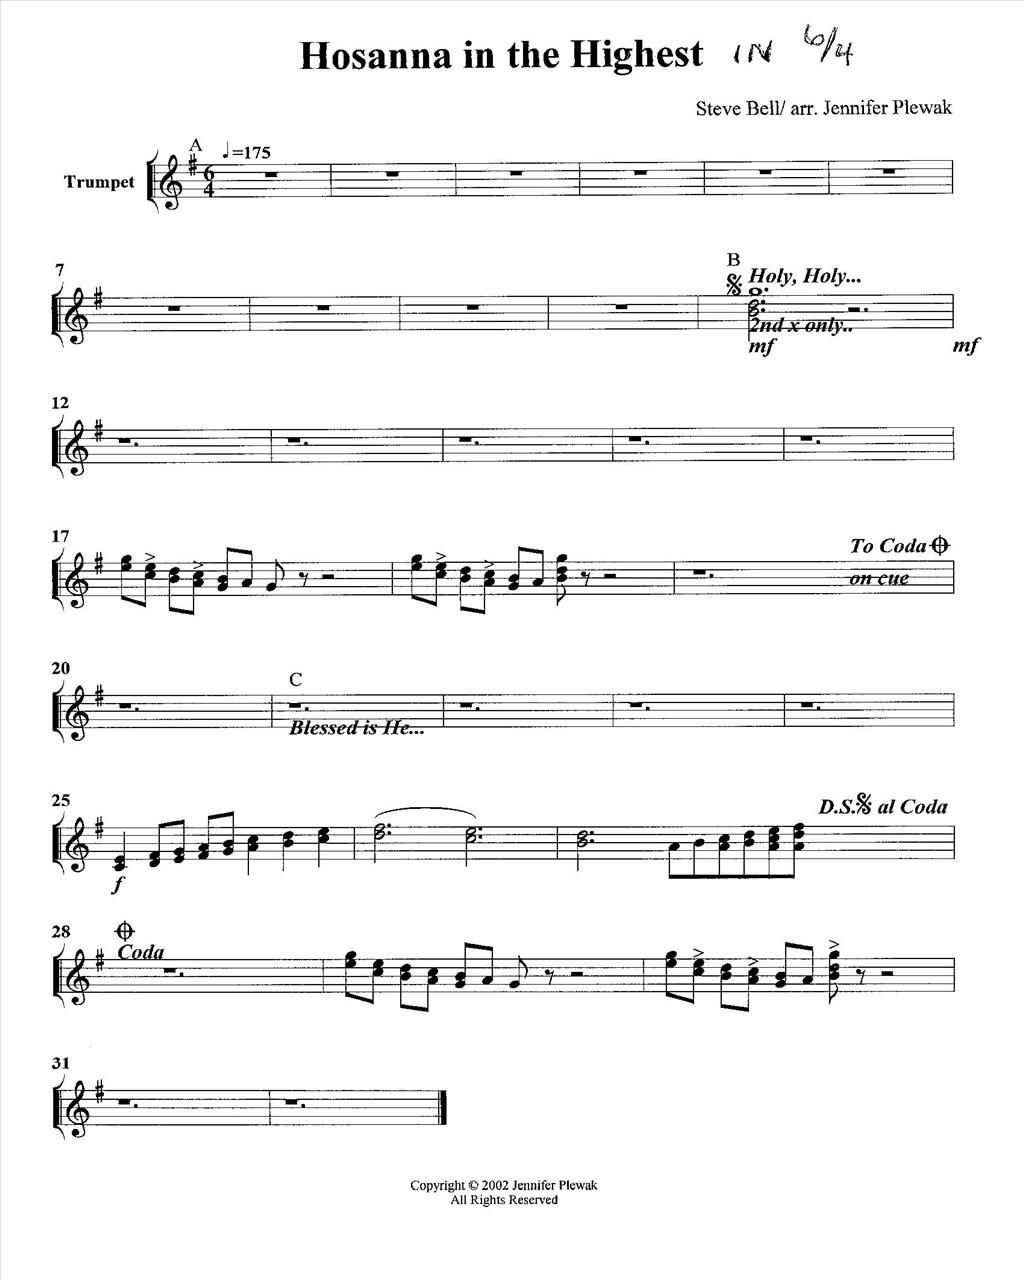 Hosanna in the Highest IN 6/4
Steve Bell/ arr. Jennifer Plewak
A
♩=175
Trumpet
6
4
7
B
Holy, Holy...
2nd x only..
mf
mf
12
17
To Coda
on cue
20
C
Blessed is He...
25
D.S. al Coda
f
28
Coda
31
Copyright © 2002 Jennifer Plewak
All Rights Reserved